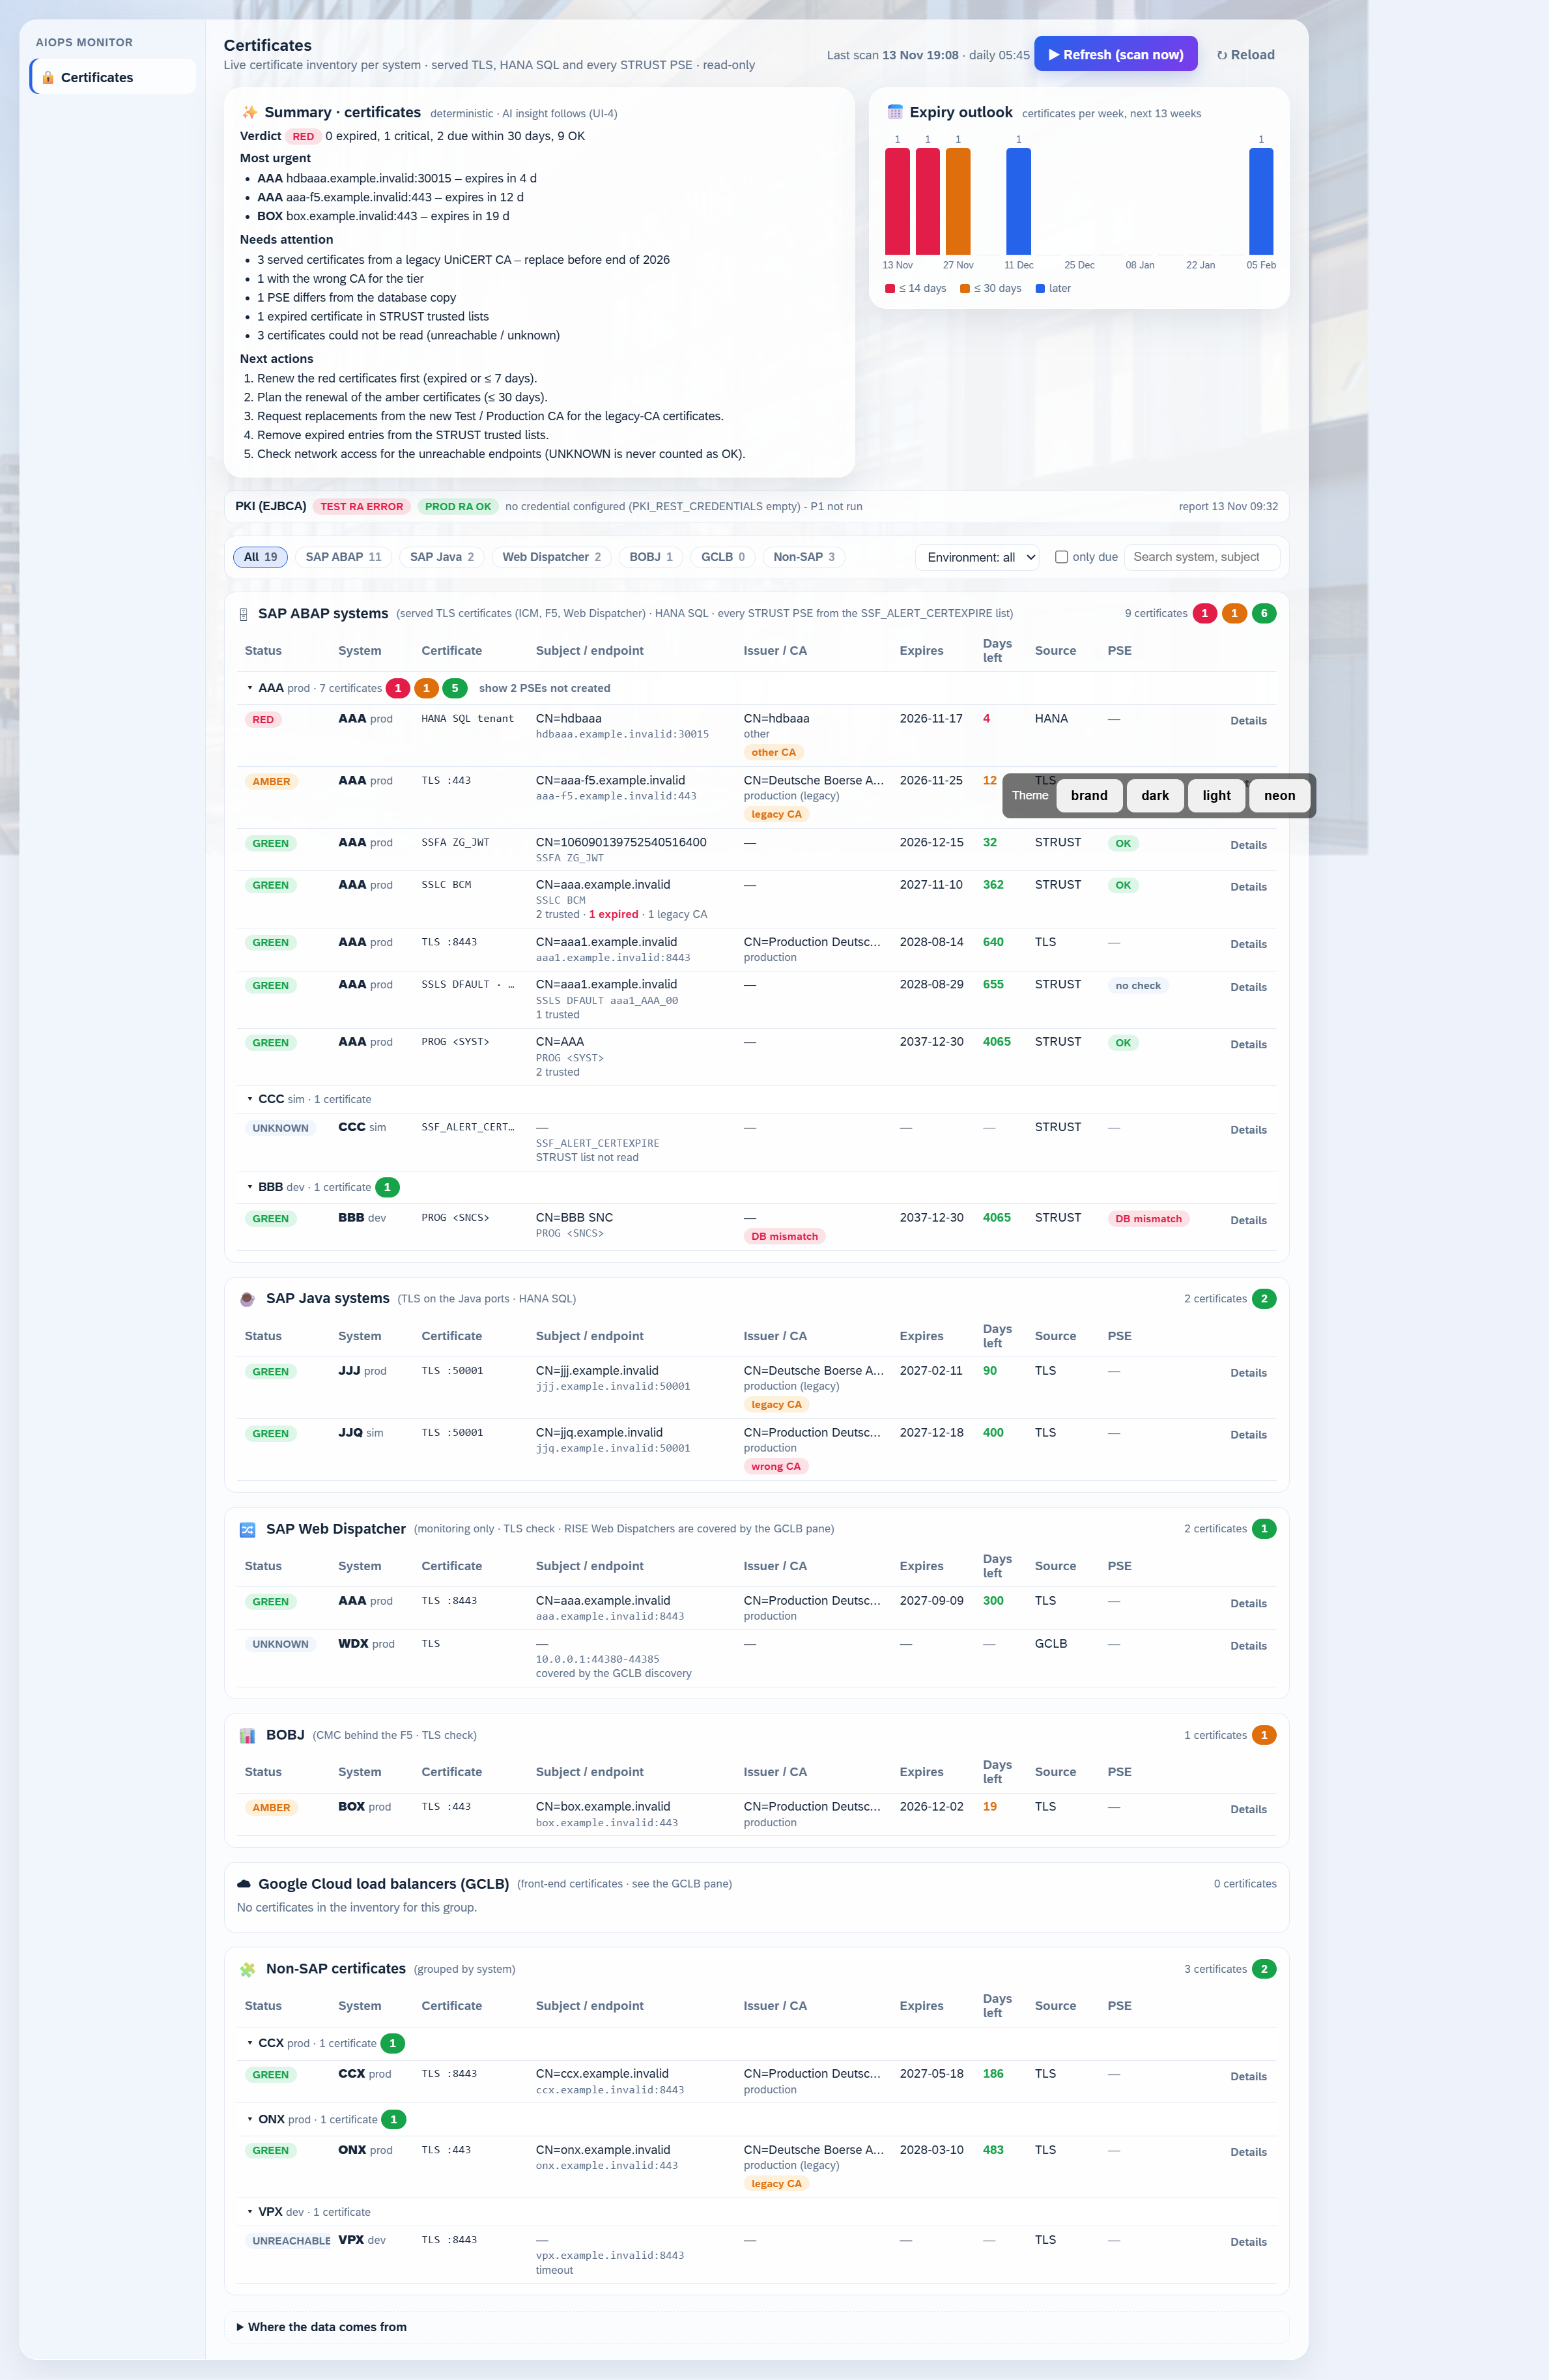 AIOPS MONITOR
Certificates
Certificates
Live certificate inventory per system · served TLS, HANA SQL and every STRUST PSE · read-only
Last scan 13 Nov 19:08 · daily 05:45
▶ Refresh (scan now)
↻ Reload
Summary · certificates deterministic · AI insight follows (UI-4)
Verdict RED 0 expired, 1 critical, 2 due within 30 days, 9 OK
Most urgent
• AAA hdbaaa.example.invalid:30015 – expires in 4 d
• AAA aaa-f5.example.invalid:443 – expires in 12 d
• BOX box.example.invalid:443 – expires in 19 d
Needs attention
• 3 served certificates from a legacy UniCERT CA – replace before end of 2026
• 1 with the wrong CA for the tier
• 1 PSE differs from the database copy
• 1 expired certificate in STRUST trusted lists
• 3 certificates could not be read (unreachable / unknown)
Next actions
1. Renew the red certificates first (expired or ≤ 7 days).
2. Plan the renewal of the amber certificates (≤ 30 days).
3. Request replacements from the new Test / Production CA for the legacy-CA certificates.
4. Remove expired entries from the STRUST trusted lists.
5. Check network access for the unreachable endpoints (UNKNOWN is never counted as OK).
Expiry outlook certificates per week, next 13 weeks
1 1 1 1 1
13 Nov 27 Nov 11 Dec 25 Dec 08 Jan 22 Jan 05 Feb
≤ 14 days ≤ 30 days later
PKI (EJBCA) TEST RA ERROR PROD RA OK no credential configured (PKI_REST_CREDENTIALS empty) - P1 not run report 13 Nov 09:32
All 19 SAP ABAP 11 SAP Java 2 Web Dispatcher 2 BOBJ 1 GCLB 0 Non-SAP 3 Environment: all only due Search system, subject
SAP ABAP systems (served TLS certificates (ICM, F5, Web Dispatcher) · HANA SQL · every STRUST PSE from the SSF_ALERT_CERTEXPIRE list) 9 certificates 1 1 6
Status System Certificate Subject / endpoint Issuer / CA Expires Days left Source PSE
▾ AAA prod · 7 certificates 1 1 5 show 2 PSEs not created
RED AAA prod HANA SQL tenant CN=hdbaaa CN=hdbaaa 2026-11-17 4 HANA — Details
hdbaaa.example.invalid:30015 other
other CA
AMBER AAA prod TLS :443 CN=aaa-f5.example.invalid CN=Deutsche Boerse A... 2026-11-25 12 TLS
aaa-f5.example.invalid:443 production (legacy)
legacy CA
Theme brand dark light neon
GREEN AAA prod SSFA ZG_JWT CN=106090139752540516400 — 2026-12-15 32 STRUST OK Details
SSFA ZG_JWT
GREEN AAA prod SSLC BCM CN=aaa.example.invalid — 2027-11-10 362 STRUST OK Details
SSLC BCM
2 trusted · 1 expired · 1 legacy CA
GREEN AAA prod TLS :8443 CN=aaa1.example.invalid CN=Production Deutsc... 2028-08-14 640 TLS — Details
aaa1.example.invalid:8443 production
GREEN AAA prod SSLS DFAULT · … CN=aaa1.example.invalid — 2028-08-29 655 STRUST no check Details
SSLS DFAULT aaa1_AAA_00
1 trusted
GREEN AAA prod PROG <SYST> CN=AAA — 2037-12-30 4065 STRUST OK Details
PROG <SYST>
2 trusted
▾ CCC sim · 1 certificate
UNKNOWN CCC sim SSF_ALERT_CERT… — — — — STRUST — Details
SSF_ALERT_CERTEXPIRE
STRUST list not read
▾ BBB dev · 1 certificate 1
GREEN BBB dev PROG <SNCS> CN=BBB SNC — 2037-12-30 4065 STRUST DB mismatch Details
PROG <SNCS> DB mismatch
SAP Java systems (TLS on the Java ports · HANA SQL) 2 certificates 2
Status System Certificate Subject / endpoint Issuer / CA Expires Days left Source PSE
GREEN JJJ prod TLS :50001 CN=jjj.example.invalid CN=Deutsche Boerse A... 2027-02-11 90 TLS — Details
jjj.example.invalid:50001 production (legacy)
legacy CA
GREEN JJQ sim TLS :50001 CN=jjq.example.invalid CN=Production Deutsc... 2027-12-18 400 TLS — Details
jjq.example.invalid:50001 production
wrong CA
SAP Web Dispatcher (monitoring only · TLS check · RISE Web Dispatchers are covered by the GCLB pane) 2 certificates 1
Status System Certificate Subject / endpoint Issuer / CA Expires Days left Source PSE
GREEN AAA prod TLS :8443 CN=aaa.example.invalid CN=Production Deutsc... 2027-09-09 300 TLS — Details
aaa.example.invalid:8443 production
UNKNOWN WDX prod TLS — — — — GCLB — Details
10.0.0.1:44380-44385
covered by the GCLB discovery
BOBJ (CMC behind the F5 · TLS check) 1 certificates 1
Status System Certificate Subject / endpoint Issuer / CA Expires Days left Source PSE
AMBER BOX prod TLS :443 CN=box.example.invalid CN=Production Deutsc... 2026-12-02 19 TLS — Details
box.example.invalid:443 production
Google Cloud load balancers (GCLB) (front-end certificates · see the GCLB pane) 0 certificates
No certificates in the inventory for this group.
Non-SAP certificates (grouped by system) 3 certificates 2
Status System Certificate Subject / endpoint Issuer / CA Expires Days left Source PSE
▾ CCX prod · 1 certificate 1
GREEN CCX prod TLS :8443 CN=ccx.example.invalid CN=Production Deutsc... 2027-05-18 186 TLS — Details
ccx.example.invalid:8443 production
▾ ONX prod · 1 certificate 1
GREEN ONX prod TLS :443 CN=onx.example.invalid CN=Deutsche Boerse A... 2028-03-10 483 TLS — Details
onx.example.invalid:443 production (legacy)
legacy CA
▾ VPX dev · 1 certificate
UNREACHABLE VPX dev TLS :8443 — — — — TLS — Details
vpx.example.invalid:8443
timeout
▶ Where the data comes from